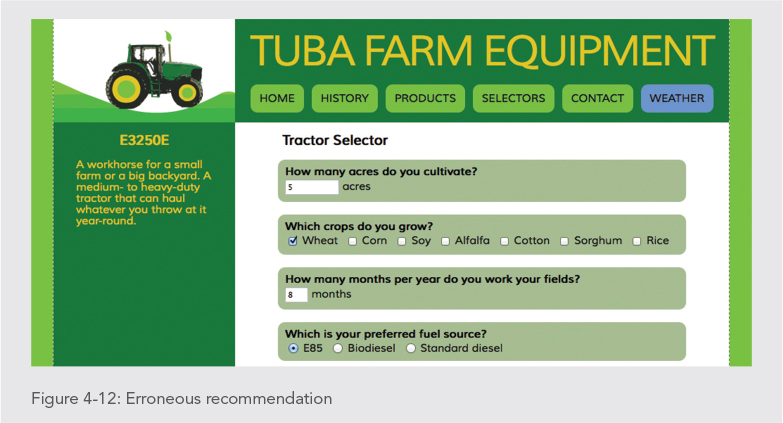 TUBA FARM EQUIPMENT
HOME HISTORY PRODUCTS SELECTORS CONTACT WEATHER
E3250E
A workhorse for a small
farm or a big backyard. A
medium- to heavy-duty
tractor that can haul
whatever you throw at it
year-round.
Tractor Selector
How many acres do you cultivate?
5 acres
Which crops do you grow?
Wheat Corn Soy Alfalfa Cotton Sorghum Rice
How many months per year do you work your fields?
8 months
Which is your preferred fuel source?
E85 Biodiesel Standard diesel
Figure 4-12: Erroneous recommendation